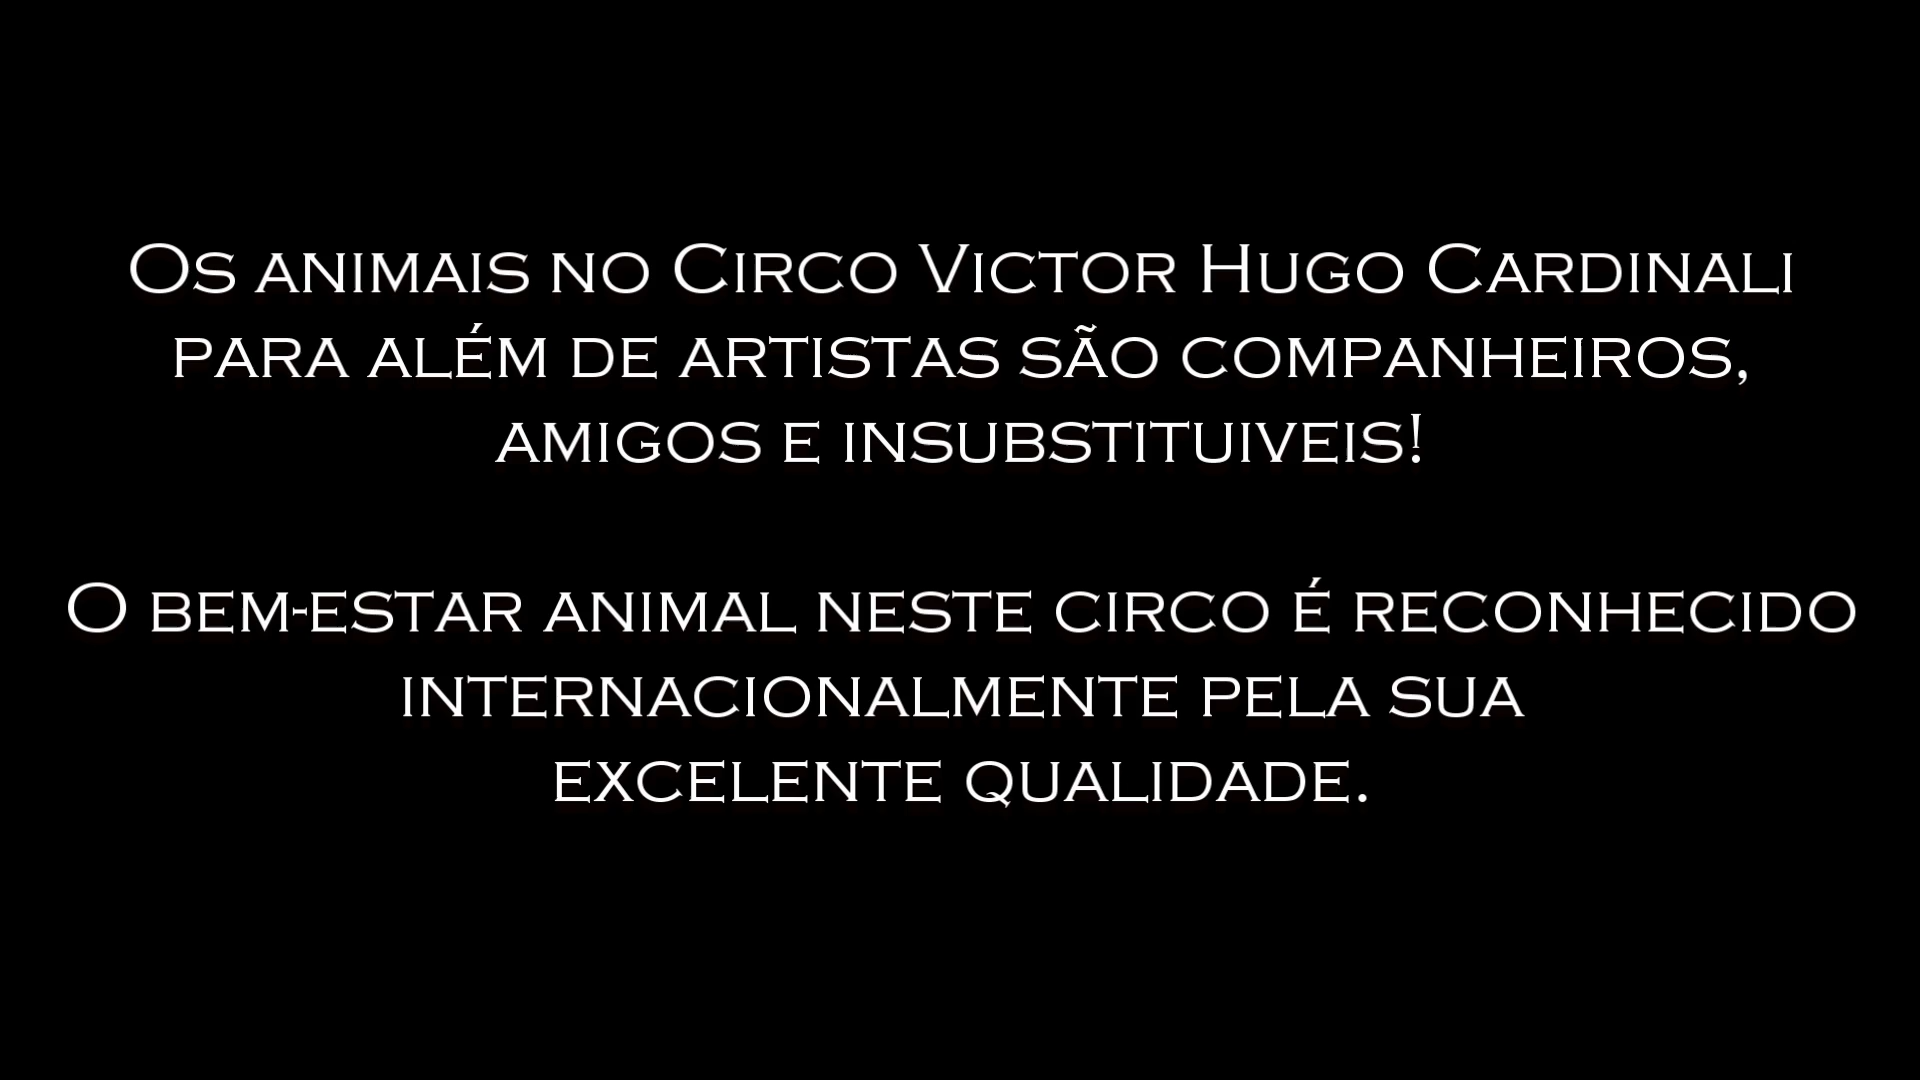 Os animais no Circo Victor Hugo Cardinali
para além de artistas são companheiros,
amigos e insubstituiveis!
O bem-estar animal neste circo é reconhecido
internacionalmente pela sua
excelente qualidade.